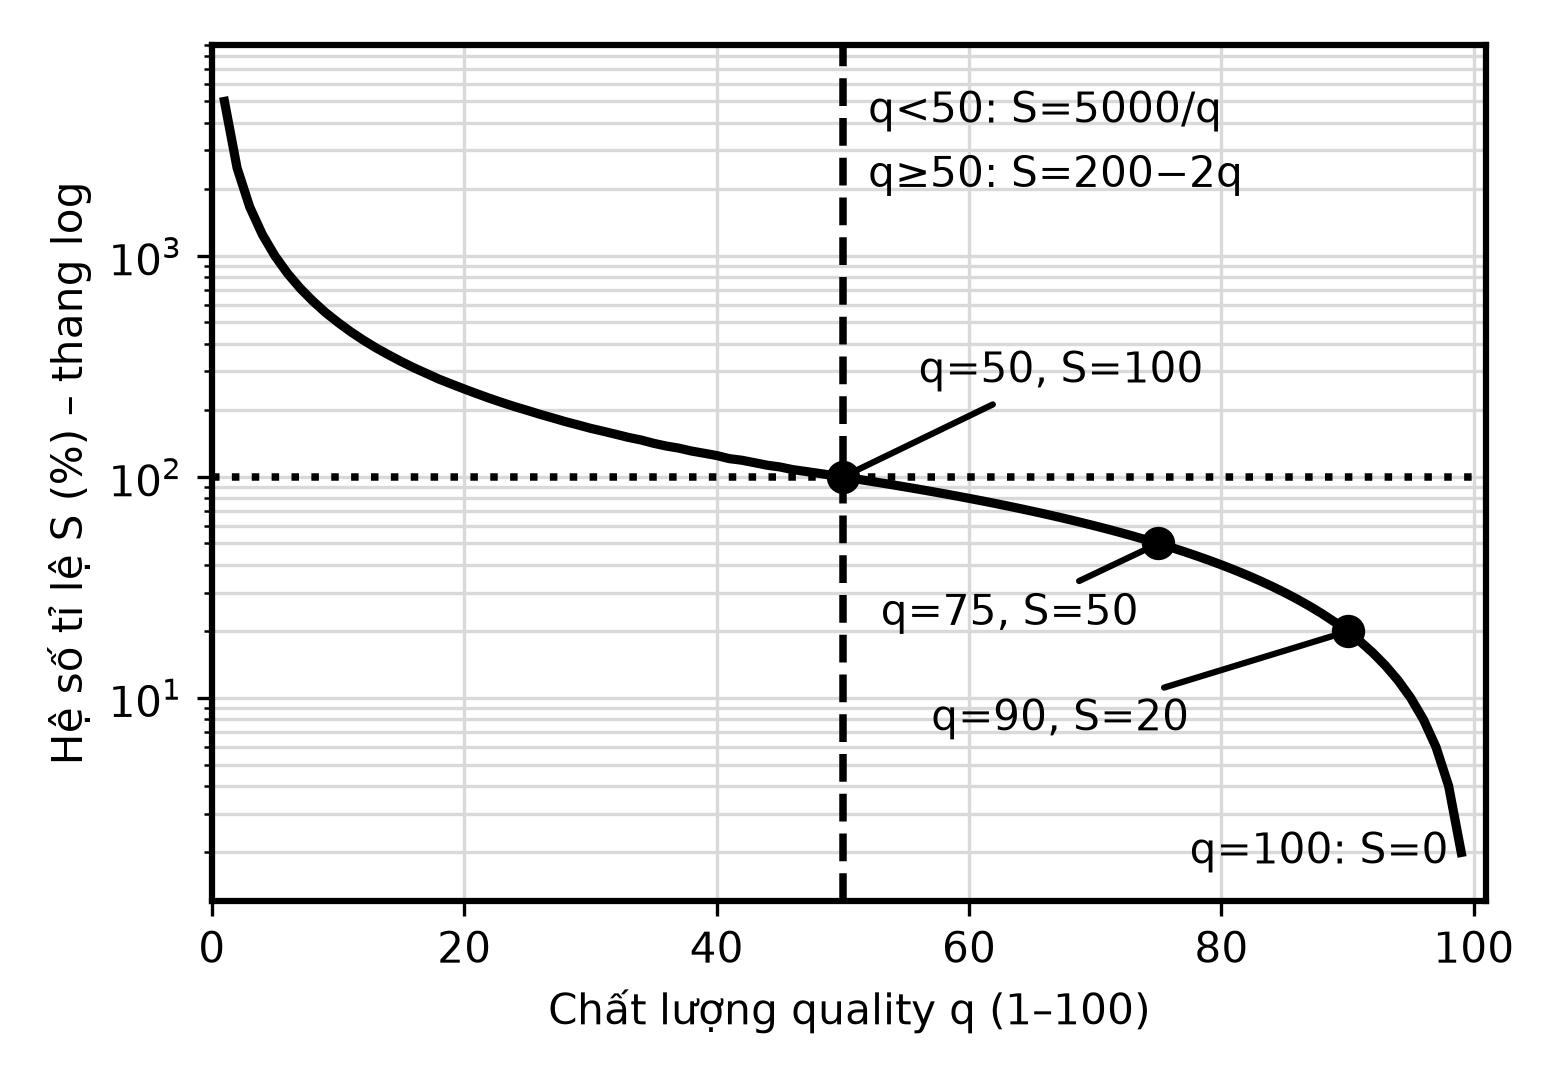 q<50: S=5000/q
q≥50: S=200−2q
Hệ số tỉ lệ S (%) – thang log
10³
q=50, S=100
10²
q=75, S=50
10¹
q=90, S=20
q=100: S=0
0 20 40 60 80 100
Chất lượng quality q (1–100)